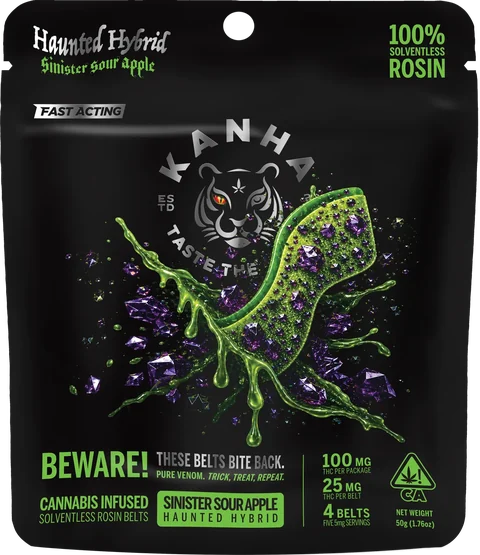 Haunted Hybrid
Sinister sour apple
100%
SOLVENTLESS
ROSIN
FAST ACTING
KANHA
ES
TD
TASTE THE
BEWARE! THESE BELTS BITE BACK.
PURE VENOM. TRICK, TREAT, REPEAT.
CANNABIS INFUSED
SOLVENTLESS ROSIN BELTS
SINISTER SOUR APPLE
HAUNTED HYBRID
100 MG
THC PER PACKAGE
25 MG
THC PER BELT
4 BELTS
FIVE 5mg SERVINGS
CA
NET WEIGHT
50g (1.76oz)